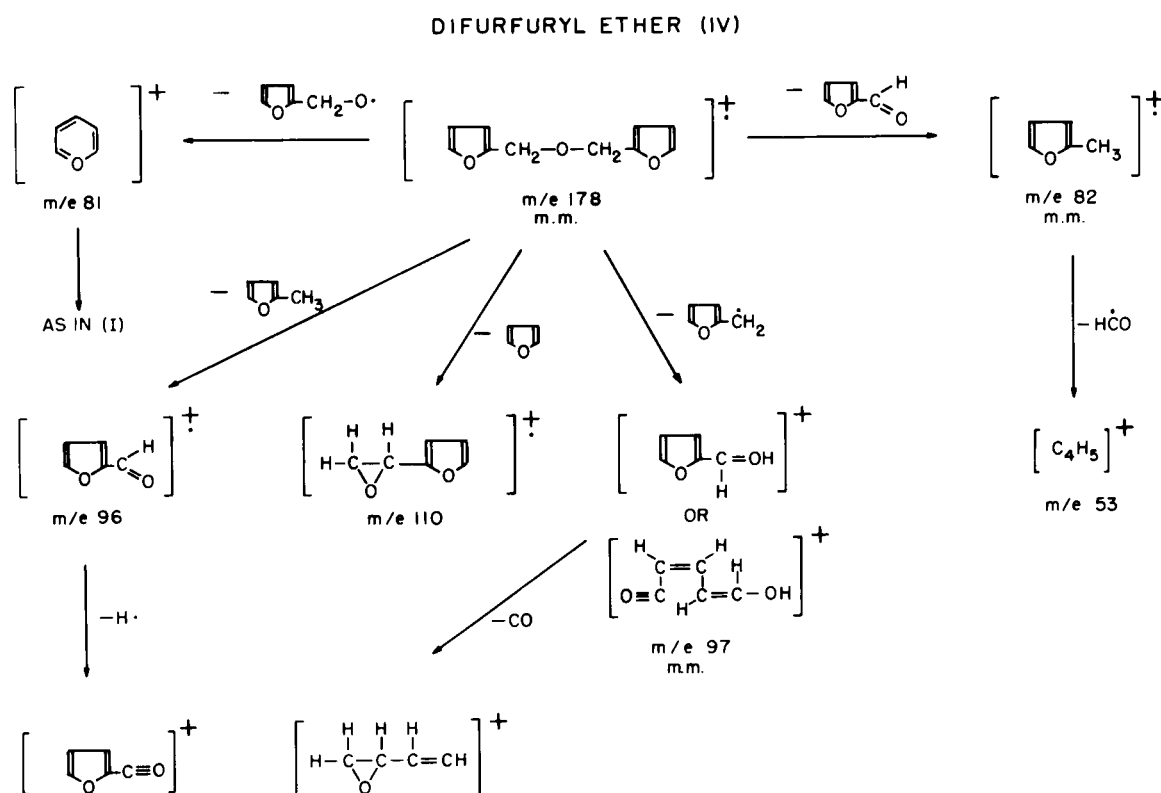 DIFURFURYL ETHER (IV)
[ O ]+
m/e 81
− O CH2–O·
[ O CH2–O–CH2 O ]+·
m/e 178
m.m.
− O C H O
[ O CH3 ]+·
m/e 82
m.m.
AS IN (I)
− O CH3
− O
− O ĊH2
−HĊO
[ O C H O ]+·
m/e 96
[ H H H–C–C O O ]+·
m/e 110
[ O C=OH H ]+
OR
[ H H C=C H O≡C C=C–OH H ]+
m/e 97
m.m.
[C4H5]+
m/e 53
−H·
−CO
[ O C≡O ]+
[ H H H H–C–C–C=CH O ]+